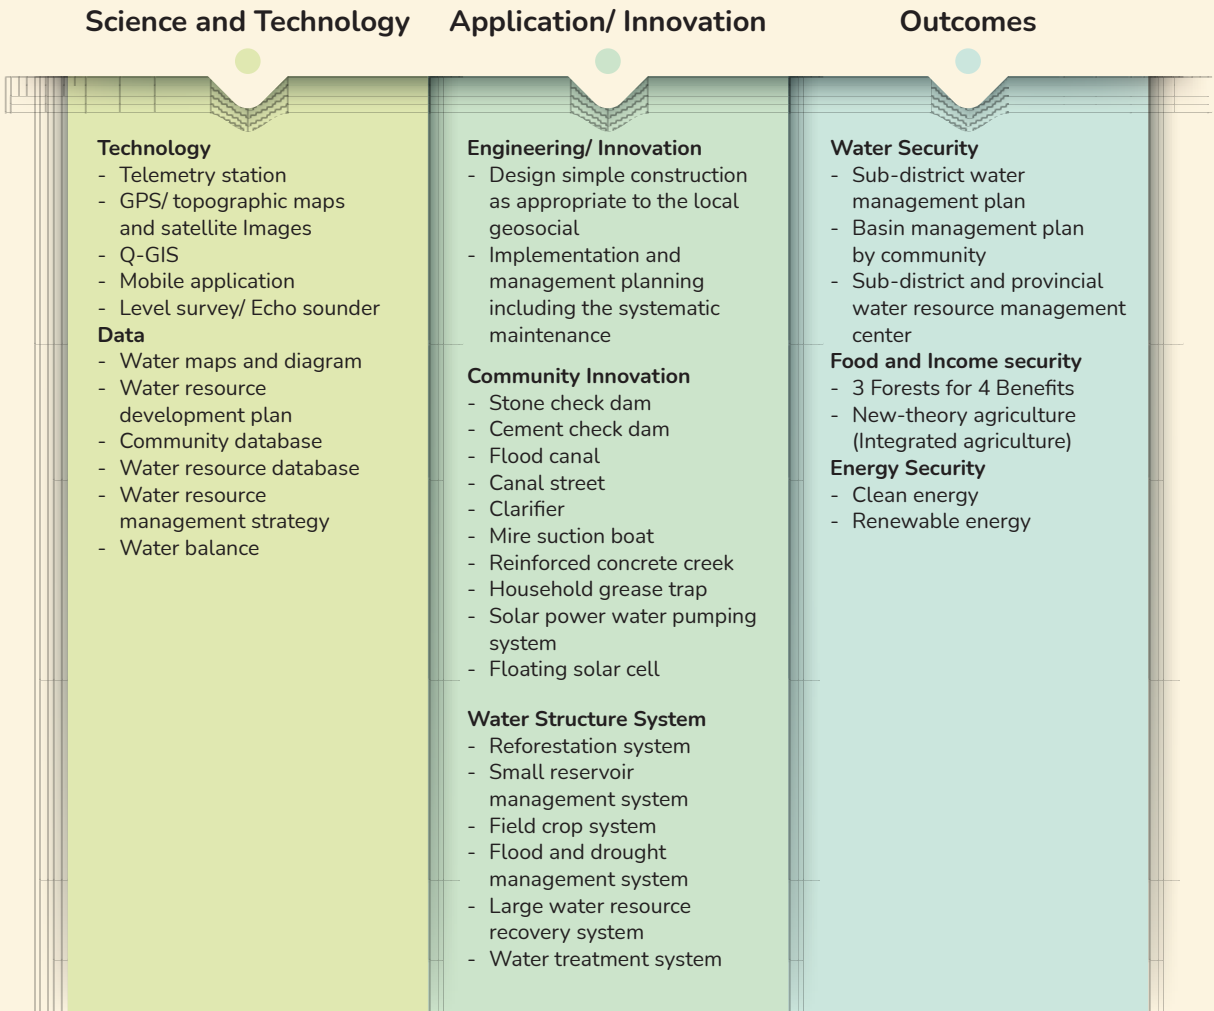 Science and Technology
Technology
- Telemetry station
- GPS/ topographic maps
and satellite Images
- Q-GIS
- Mobile application
- Level survey/ Echo sounder
Data
- Water maps and diagram
- Water resource
development plan
- Community database
- Water resource database
- Water resource
management strategy
- Water balance
Application/ Innovation
Engineering/ Innovation
- Design simple construction
as appropriate to the local
geosocial
- Implementation and
management planning
including the systematic
maintenance
Community Innovation
- Stone check dam
- Cement check dam
- Flood canal
- Canal street
- Clarifier
- Mire suction boat
- Reinforced concrete creek
- Household grease trap
- Solar power water pumping
system
- Floating solar cell
Water Structure System
- Reforestation system
- Small reservoir
management system
- Field crop system
- Flood and drought
management system
- Large water resource
recovery system
- Water treatment system
Outcomes
Water Security
- Sub-district water
management plan
- Basin management plan
by community
- Sub-district and provincial
water resource management
center
Food and Income security
- 3 Forests for 4 Benefits
- New-theory agriculture
(Integrated agriculture)
Energy Security
- Clean energy
- Renewable energy